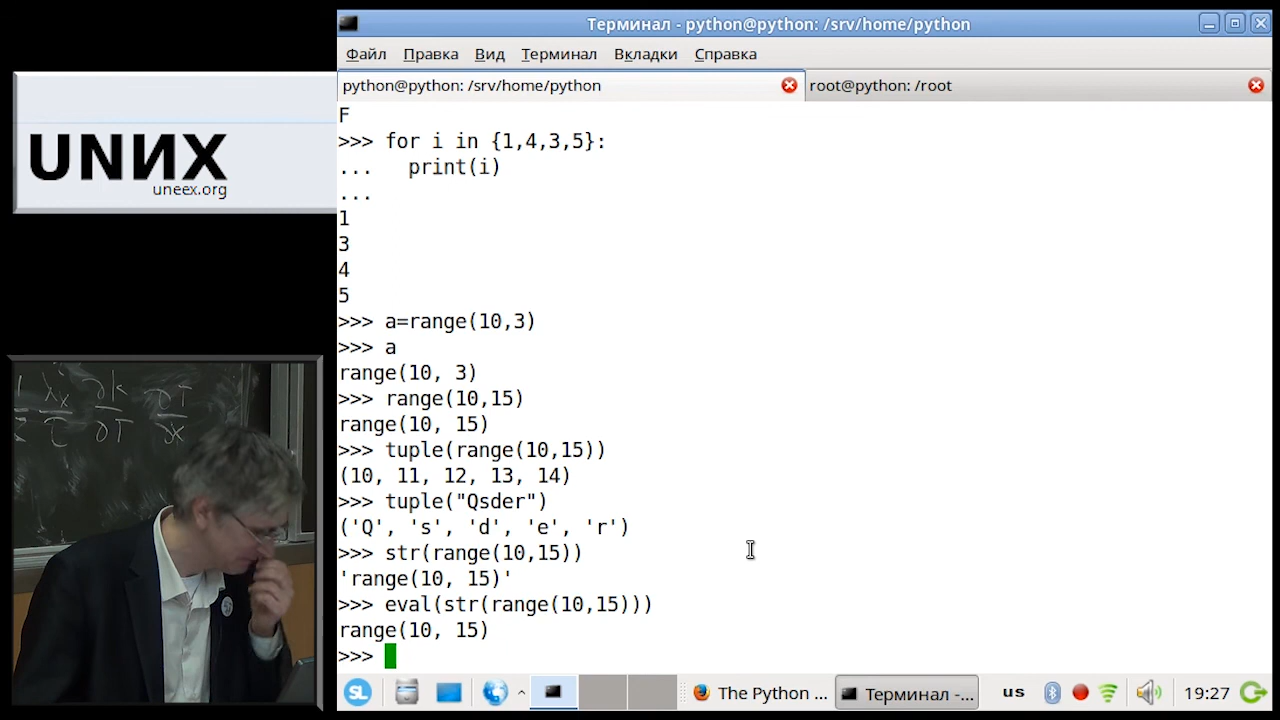 UNИX
uneex.org
Терминал - python@python: /srv/home/python
Файл Правка Вид Терминал Вкладки Справка
python@python: /srv/home/python
root@python: /root
F
>>> for i in {1,4,3,5}:
...   print(i)
...
1
3
4
5
>>> a=range(10,3)
>>> a
range(10, 3)
>>> range(10,15)
range(10, 15)
>>> tuple(range(10,15))
(10, 11, 12, 13, 14)
>>> tuple("Qsder")
('Q', 's', 'd', 'e', 'r')
>>> str(range(10,15))
'range(10, 15)'
>>> eval(str(range(10,15)))
range(10, 15)
>>>
SL
The Python ...
Терминал -...
us
19:27